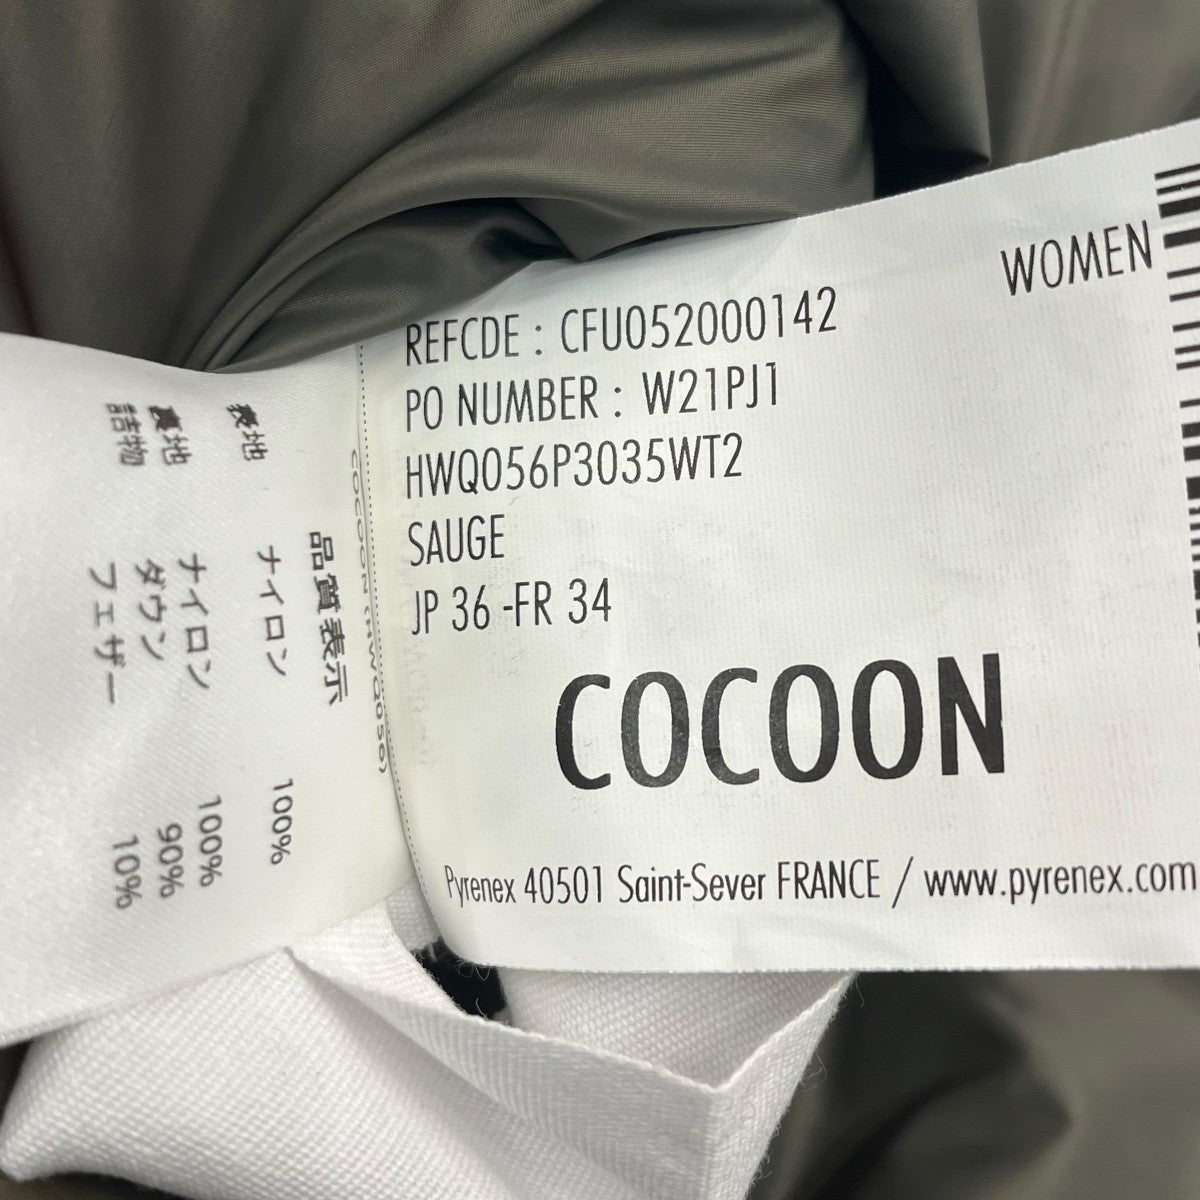 WOMEN
REFCDE : CFU052000142
PO NUMBER : W21PJ1
HWQ056P3035WT2
SAUGE
JP 36 -FR 34
COCOON
Pyrenex 40501 Saint-Sever FRANCE / www.pyrenex.com
COCOON (HWQ056)
品質表示
表地 ナイロン 100%
裏地 ナイロン 100%
詰物 ダウン 90%
フェザー 10%